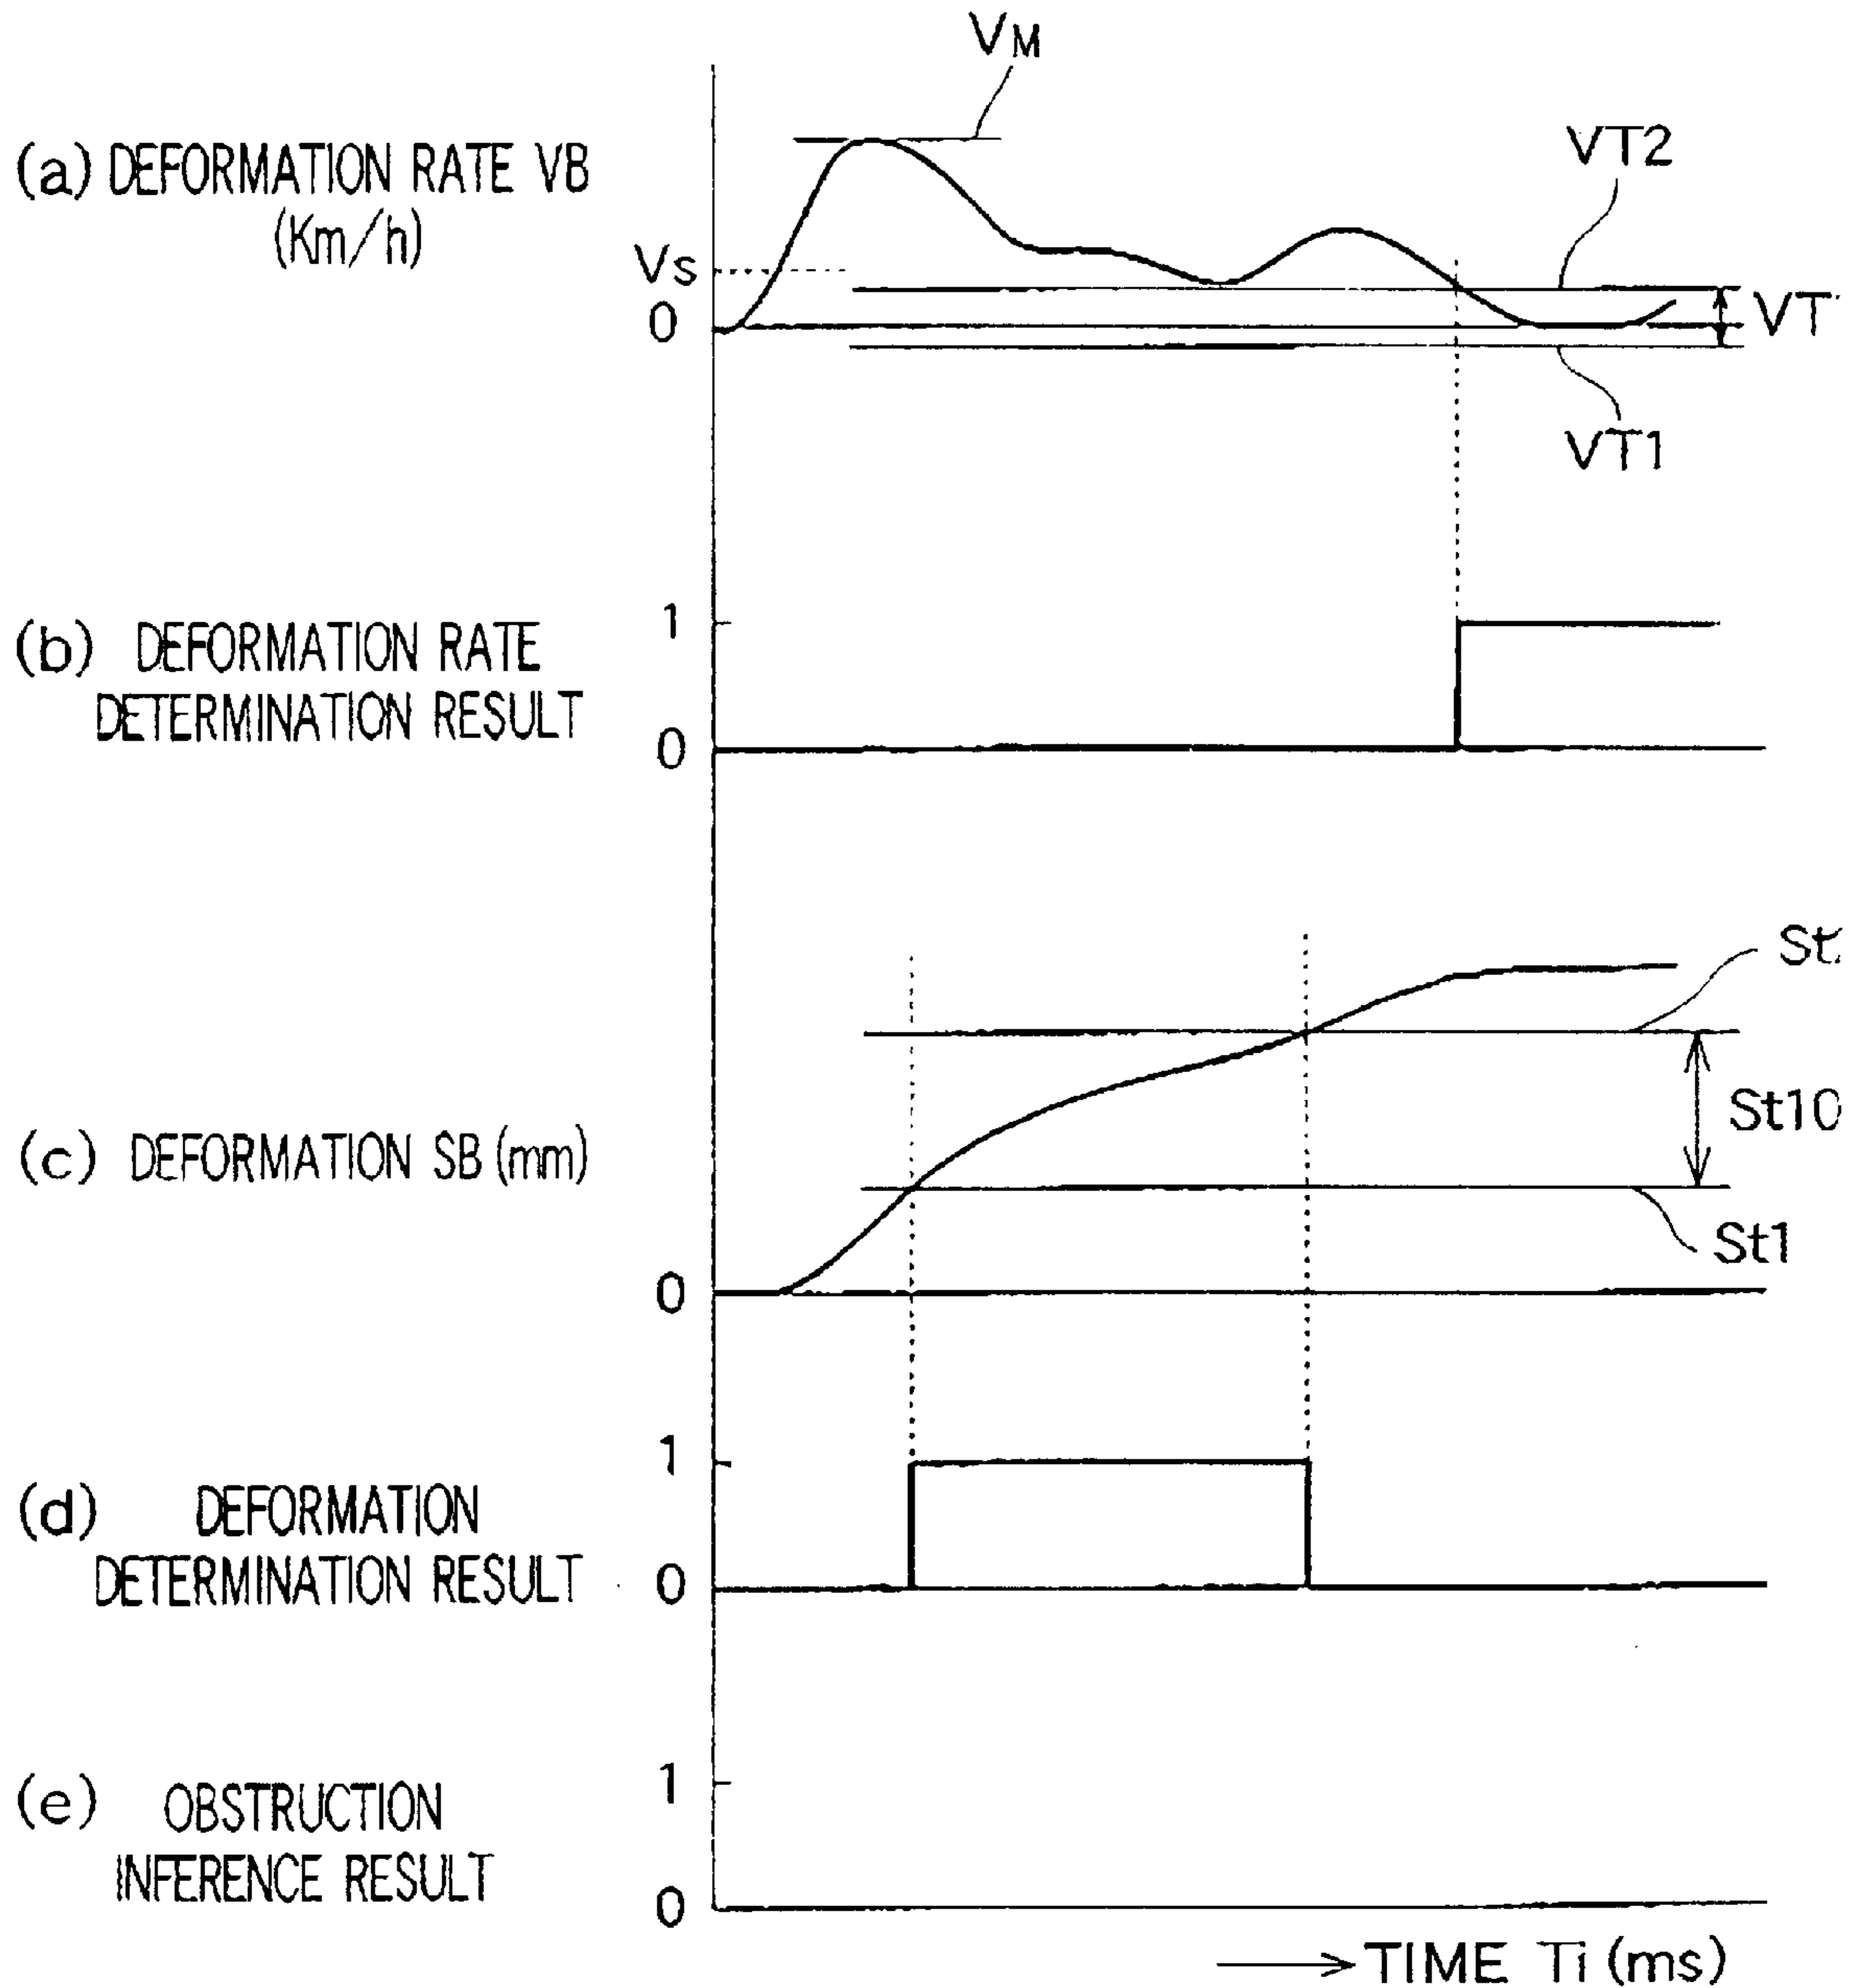 VM
(a) DEFORMATION RATE VB
(Km/h)
VT2
Vs
0
VT
VT1
1
(b) DEFORMATION RATE
DETERMINATION RESULT
0
St
St10
(c) DEFORMATION SB (mm)
St1
0
1
(d) DEFORMATION
DETERMINATION RESULT
0
1
(e) OBSTRUCTION
INFERENCE RESULT
0
TIME Ti (ms)